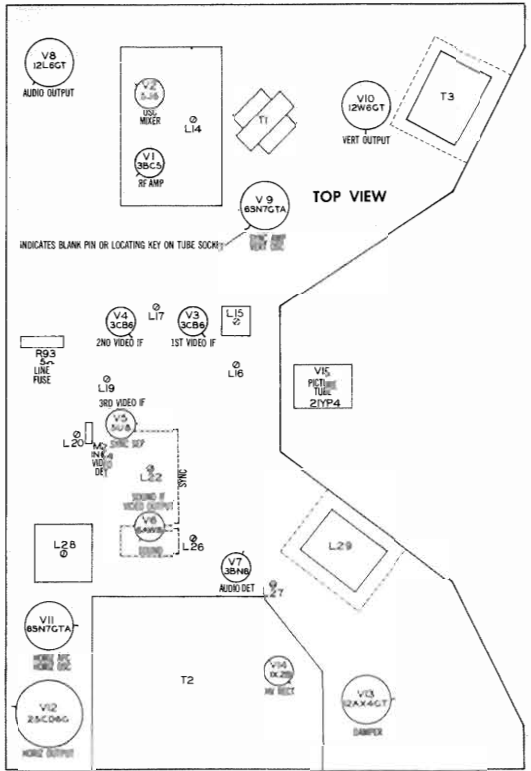 V8
12L6GT
AUDIO OUTPUT
V2
5J6
OSC
MIXER
L14
V1
3BC5
RF AMP
T1
V10
12W6GT
VERT OUTPUT
T3
V9
6SN7GTA
SYNC AMP
VERT OSC
TOP VIEW
INDICATES BLANK PIN OR LOCATING KEY ON TUBE SOCKET
L17
V4
3CB6
2ND VIDEO IF
V3
3CB6
1ST VIDEO IF
L15
R93
5Ω
LINE
FUSE
L16
L19
3RD VIDEO IF
V5
5U8
SYNC SEP
V15
PICTURE
TUBE
21YP4
L20
VIDEO
DET
L22
SYNC
SOUND IF
VIDEO OUTPUT
V6
6AW8
SOUND
L26
L28
L29
V7
3BN6
AUDIO DET
L27
V11
6SN7GTA
HORIZ AFC
HORIZ OSC
T2
V14
1X2B
HV RECT
V13
12AX4GT
DAMPER
V12
25CD6G
HORIZ OUTPUT